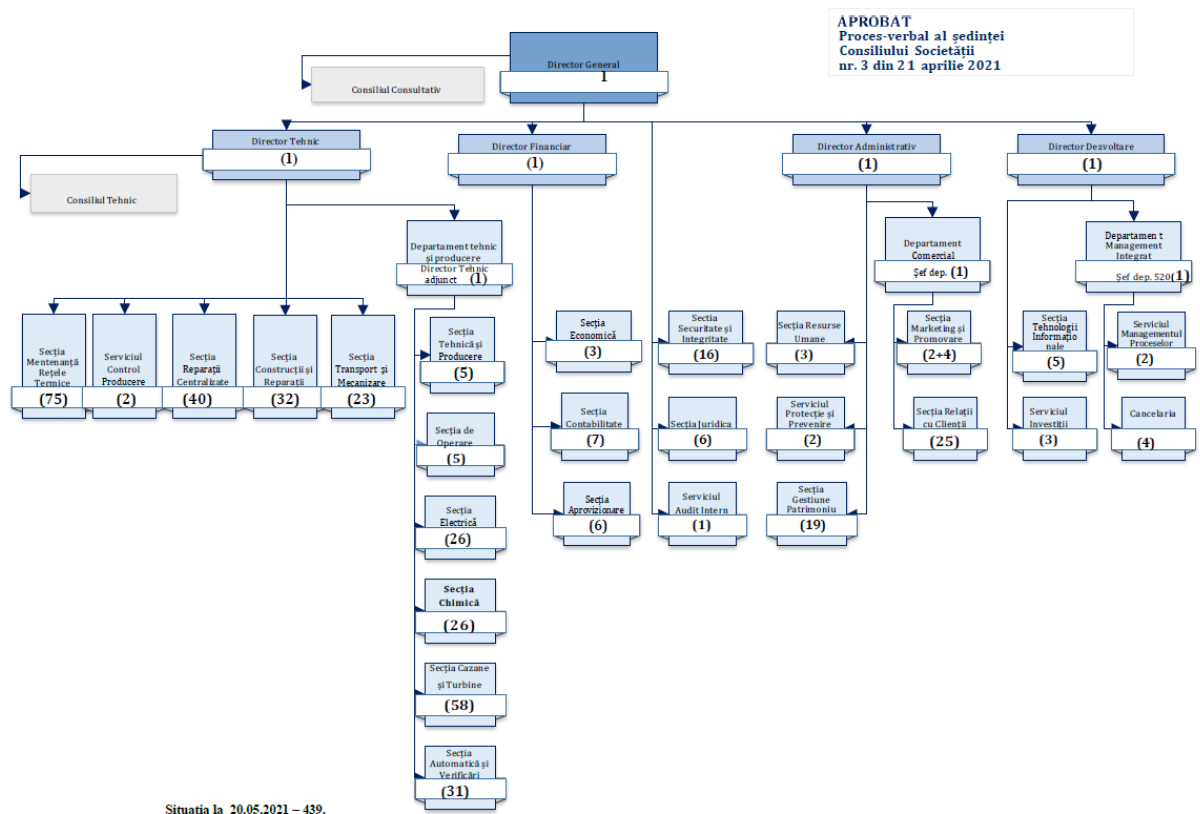 APROBAT
Proces-verbal al ședinței
Consiliului Societății
nr. 3 din 21 aprilie 2021
Director General
1
Consiliul Consultativ
Director Tehnic
(1)
Director Financiar
(1)
Director Administrativ
(1)
Director Dezvoltare
(1)
Consiliul Tehnic
Departament tehnic
și producere
Director Tehnic
adjunct (1)
Departament
Comercial
Șef dep. (1)
Departamen t
Management
Integrat
Șef dep. 520(1)
Secția
Mentenanță
Rețele
Termice
(75)
Serviciul
Control
Producere
(2)
Secția
Reparații
Centralizate
(40)
Secția
Construcții și
Reparații
(32)
Secția
Transport și
Mecanizare
(23)
Secția
Tehnică și
Producere
(5)
Secția de
Operare
(5)
Secția
Electrică
(26)
Secția
Chimică
(26)
Secția Cazane
și Turbine
(58)
Secția
Automatică și
Verificări
(31)
Secția
Economică
(3)
Secția
Contabilitate
(7)
Secția
Aprovizionare
(6)
Sectia
Securitate și
Integritate
(16)
Secția Juridica
(6)
Serviciul
Audit Intern
(1)
Secția Resurse
Umane
(3)
Serviciul
Protecție și
Prevenire
(2)
Secția
Gestiune
Patrimoniu
(19)
Secția
Marketing și
Promovare
(2+4)
Secția Relații
cu Clienții
(25)
Secția
Tehnologii
Informațio
nale
(5)
Serviciul
Investiții
(3)
Serviciul
Managementul
Proceselor
(2)
Cancelaria
(4)
Situația la 20.05.2021 – 439.